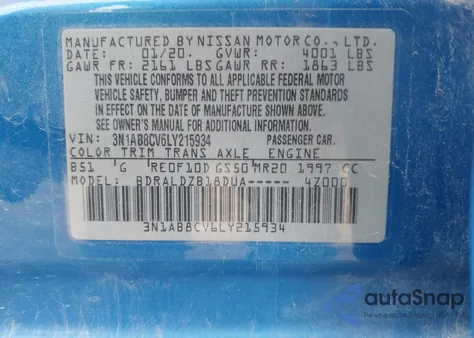 MANUFACTURED BY NISSAN MOTOR CO., LTD.
DATE: 01/20. GVWR: 4001 LBS
GAWR FR: 2161 LBS GAWR RR: 1863 LBS
THIS VEHICLE CONFORMS TO ALL APPLICABLE FEDERAL MOTOR
VEHICLE SAFETY, BUMPER AND THEFT PREVENTION STANDARDS
IN EFFECT ON THE DATE OF MANUFACTURE SHOWN ABOVE.
SEE OWNER'S MANUAL FOR ADDITIONAL INFORMATION.
VIN: 3N1AB8CV6LY215934 PASSENGER CAR.
COLOR TRIM TRANS AXLE ENGINE
B51 G RE0F10D GS50 MR20 1997 CC
MODEL: BDRALDZB18DUA----- 4Z000
3N1AB8CV6LY215934
autoSnap